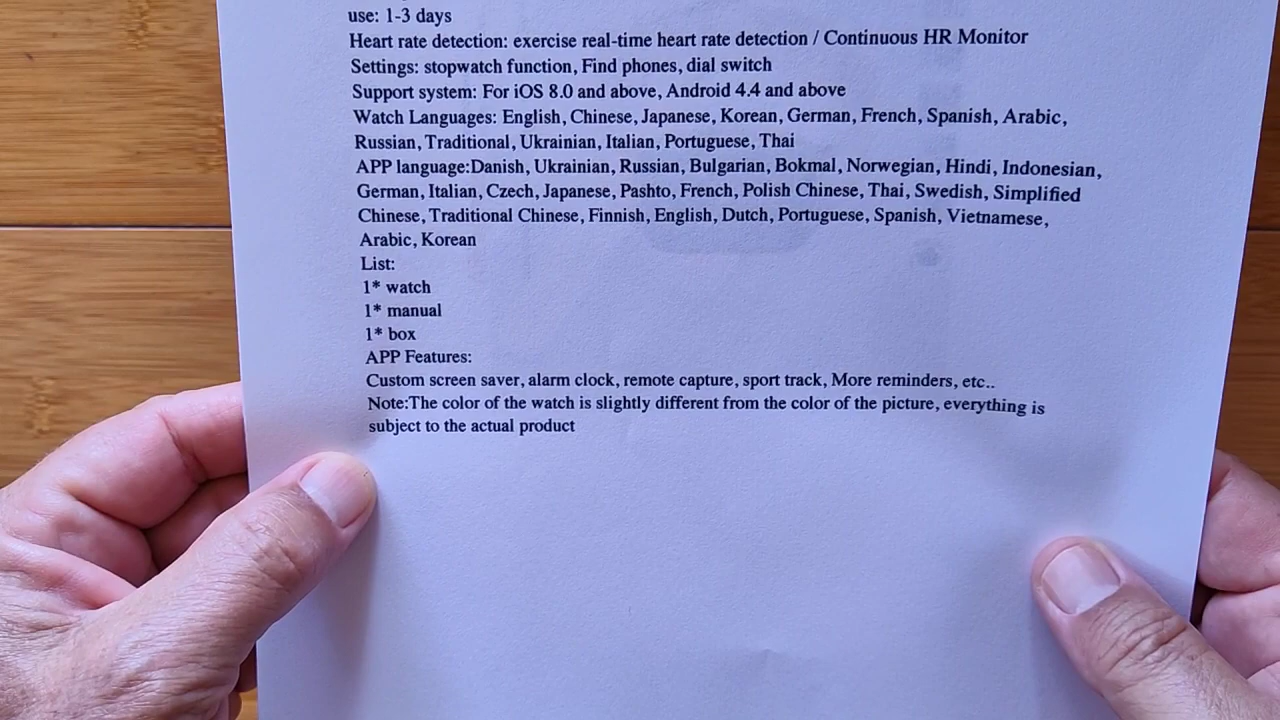 use: 1-3 days
Heart rate detection: exercise real-time heart rate detection / Continuous HR Monitor
Settings: stopwatch function, Find phones, dial switch
Support system: For iOS 8.0 and above, Android 4.4 and above
Watch Languages: English, Chinese, Japanese, Korean, German, French, Spanish, Arabic,
Russian, Traditional, Ukrainian, Italian, Portuguese, Thai
APP language:Danish, Ukrainian, Russian, Bulgarian, Bokmal, Norwegian, Hindi, Indonesian,
German, Italian, Czech, Japanese, Pashto, French, Polish Chinese, Thai, Swedish, Simplified
Chinese, Traditional Chinese, Finnish, English, Dutch, Portuguese, Spanish, Vietnamese,
Arabic, Korean
List:
1* watch
1* manual
1* box
APP Features:
Custom screen saver, alarm clock, remote capture, sport track, More reminders, etc..
Note:The color of the watch is slightly different from the color of the picture, everything is
subject to the actual product